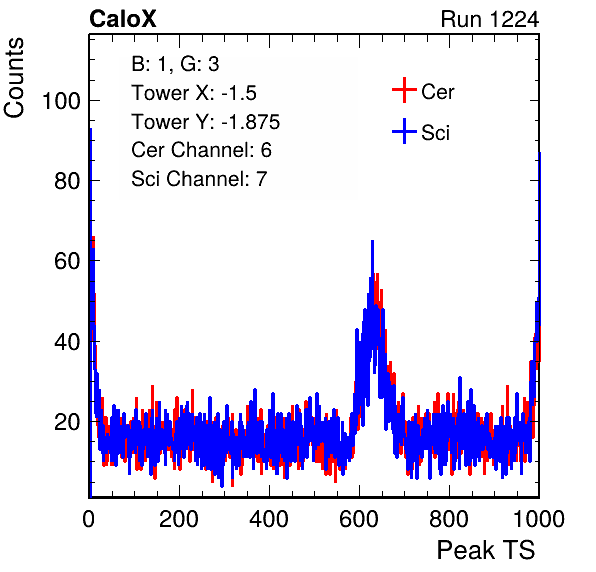 CaloX Run 1224
B: 1, G: 3
Tower X: -1.5
Tower Y: -1.875
Cer Channel: 6
Sci Channel: 7
Cer
Sci
Counts
100
80
60
40
20
0 200 400 600 800 1000
Peak TS